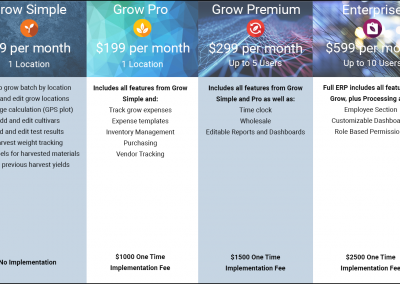 Grow Simple
9 per month
1 Location
grow batch by location
and edit grow locations
ge calculation (GPS plot)
dd and edit cultivars
d and edit test results
arvest weight tracking
els for harvested materials
previous harvest yields
No Implementation
Grow Pro
$199 per month
1 Location
Includes all features from Grow
Simple and:
Track grow expenses
Expense templates
Inventory Management
Purchasing
Vendor Tracking
$1000 One Time
Implementation Fee
Grow Premium
$299 per month
Up to 5 Users
Includes all features from Grow
Simple and Pro as well as:
Time clock
Wholesale
Editable Reports and Dashboards
$1500 One Time
Implementation Fee
Enterprise
$599 per month
Up to 10 Users
Full ERP Includes all features
Grow, plus Processing a
Employee Section
Customizable Dashboa
Role Based Permission
$2500 One Time
Implementation Fee